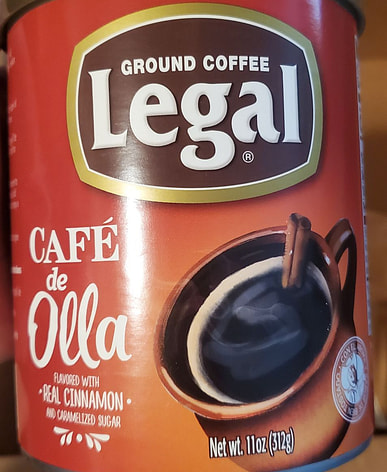 GROUND COFFEE
Legal®
CAFÉ
de
Olla
FLAVORED WITH
• REAL CINNAMON •
AND CARAMELIZED SUGAR
Net wt. 11oz (312g)